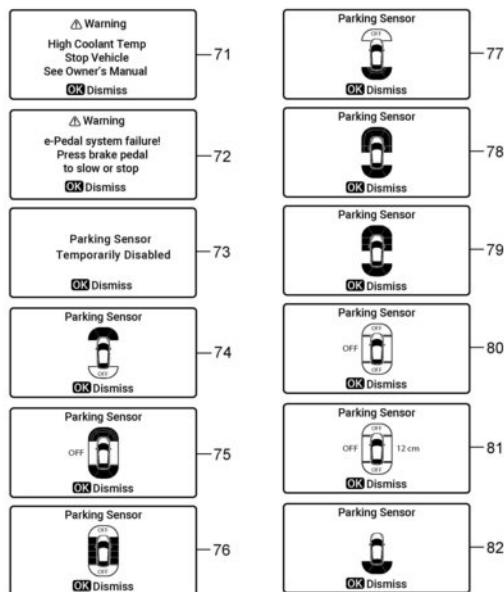 Warning
High Coolant Temp
Stop Vehicle
See Owner's Manual
OK Dismiss
71
Warning
e-Pedal system failure!
Press brake pedal
to slow or stop
OK Dismiss
72
Parking Sensor
Temporarily Disabled
OK Dismiss
73
Parking Sensor
OFF
OK Dismiss
74
Parking Sensor
OFF
OK Dismiss
75
Parking Sensor
OFF
OFF
OK Dismiss
76
Parking Sensor
OFF
OK Dismiss
77
Parking Sensor
OK Dismiss
78
Parking Sensor
OK Dismiss
79
Parking Sensor
OFF
OFF
OFF
OK Dismiss
80
Parking Sensor
OFF
OFF 12 cm
OFF
OK Dismiss
81
Parking Sensor
OK Dismiss
82